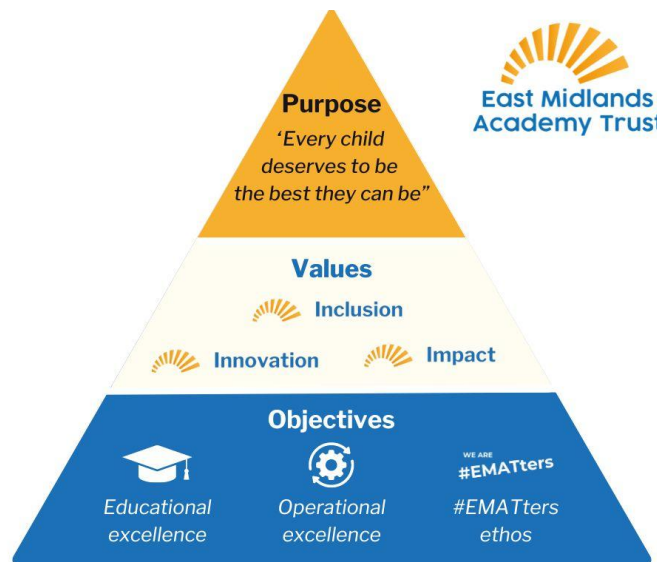 Purpose
‘Every child
deserves to be
the best they can be”
East Midlands
Academy Trust
Values
Inclusion
Innovation
Impact
Objectives
WE ARE
#EMATters
Educational
excellence
Operational
excellence
#EMATters
ethos